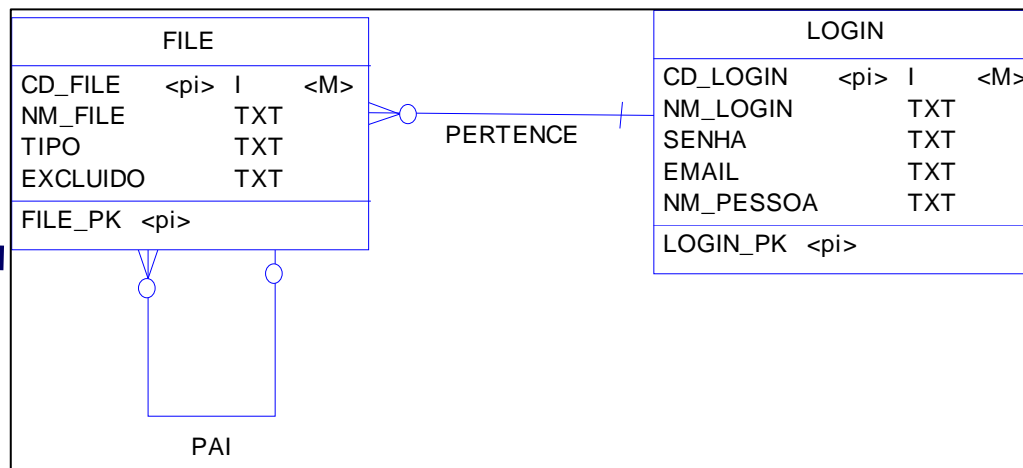 FILE
CD_FILE <pi> I <M>
NM_FILE TXT
TIPO TXT
EXCLUIDO TXT
FILE_PK <pi>
PERTENCE
LOGIN
CD_LOGIN <pi> I <M>
NM_LOGIN TXT
SENHA TXT
EMAIL TXT
NM_PESSOA TXT
LOGIN_PK <pi>
PAI